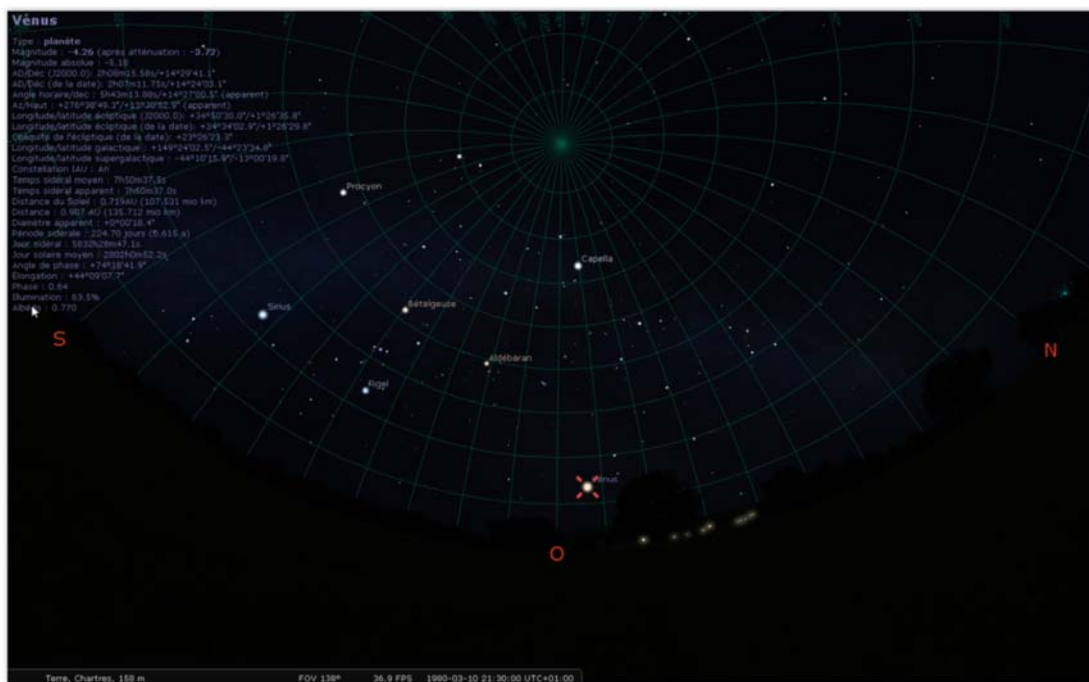 Vénus
Type : planète
Magnitude : -4.26 (après atténuation : -3.72)
Magnitude absolue : -5.18
AD/Déc (J2000.0): 2h08m15.58s/+14°29'41.1"
AD/Déc (de la date): 2h07m11.73s/+14°24'03.1"
Angle horaire/déc : 5h43m13.88s/+14°27'00.5" (apparent)
Az/Haut : +276°38'49.3"/+13°30'52.9" (apparent)
Longitude/latitude écliptique (J2000.0): +34°50'30.0"/+1°26'35.8"
Longitude/latitude écliptique (de la date): +34°34'02.9"/+1°26'29.8"
Obliquité de l'écliptique (de la date): +23°26'23.3"
Longitude/latitude galactique : +149°24'02.5"/-44°23'34.8"
Longitude/latitude supergalactique : -44°10'15.9"/-13°00'19.8"
Constellation IAU :
Temps sidéral moyen : 7h50m37.5s
Temps sidéral apparent : 7h50m37.0s
Distance du Soleil : 0.719AU (107.531 mio km)
Distance : 0.907 AU (135.712 mio km)
Diamètre apparent : +0°00'18.4"
Période sidérale : 224.70 jours (0.615 a)
Jour sidéral : 5832h28m47.1s
Jour solaire moyen : 2802h0m52.2s
Angle de phase : +74°18'41.9"
Elongation : +44°09'07.7"
Phase : 0.64
Illumination : 63.5%
Albédo : 0.770
Procyon
Capella
Sirius
Bételgeuse
Aldébaran
Rigel
S
N
Vénus
O
Terre, Chartres, 158 m
FOV 138°
36.9 FPS
1980-03-10 21:30:00 UTC+01:00